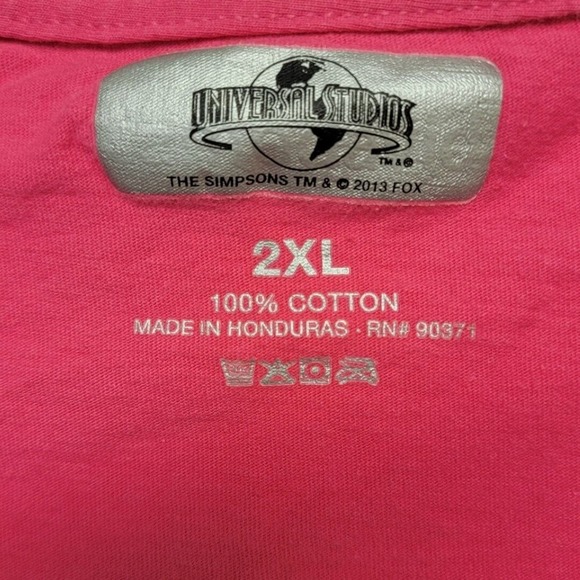 UNIVERSAL STUDIOS
TM & ®
THE SIMPSONS TM & © 2013 FOX
2XL
100% COTTON
MADE IN HONDURAS · RN# 90371